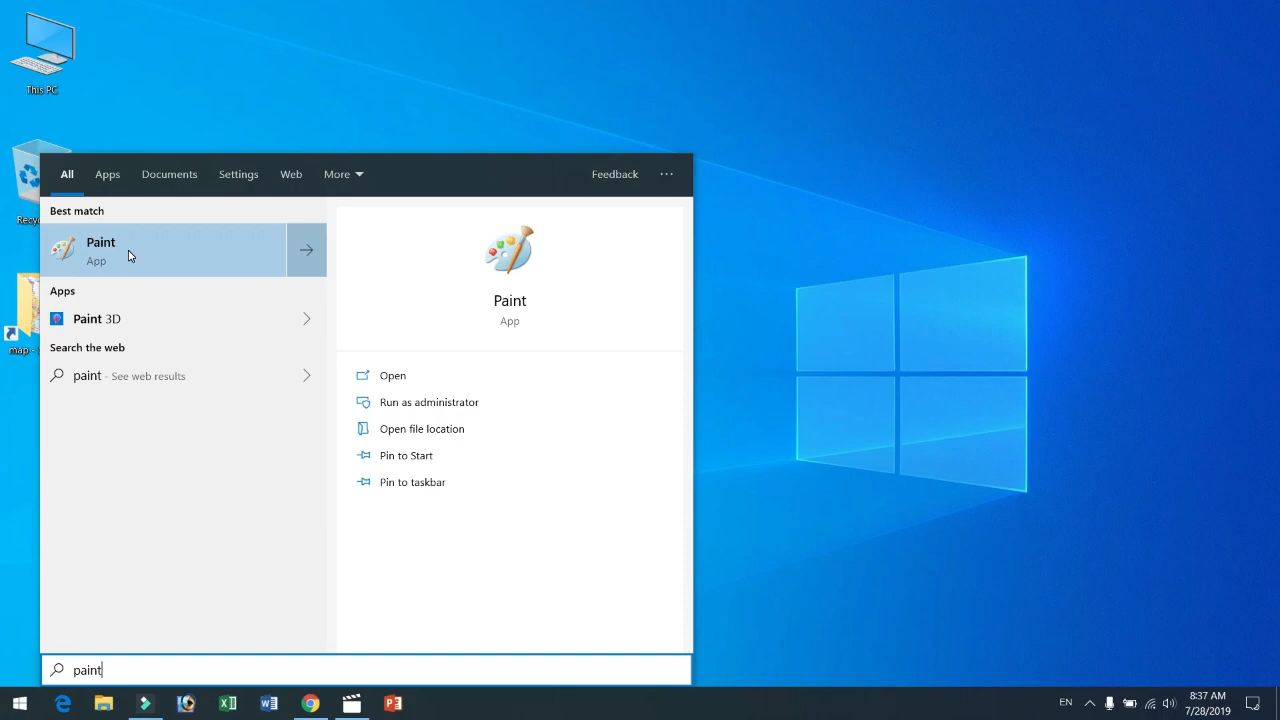 This PC
Recy
map -
All Apps Documents Settings Web More Feedback ...
Best match
Paint
App
Apps
Paint 3D
Search the web
paint - See web results
Paint
App
Open
Run as administrator
Open file location
Pin to Start
Pin to taskbar
paint
EN
8:37 AM
7/28/2019